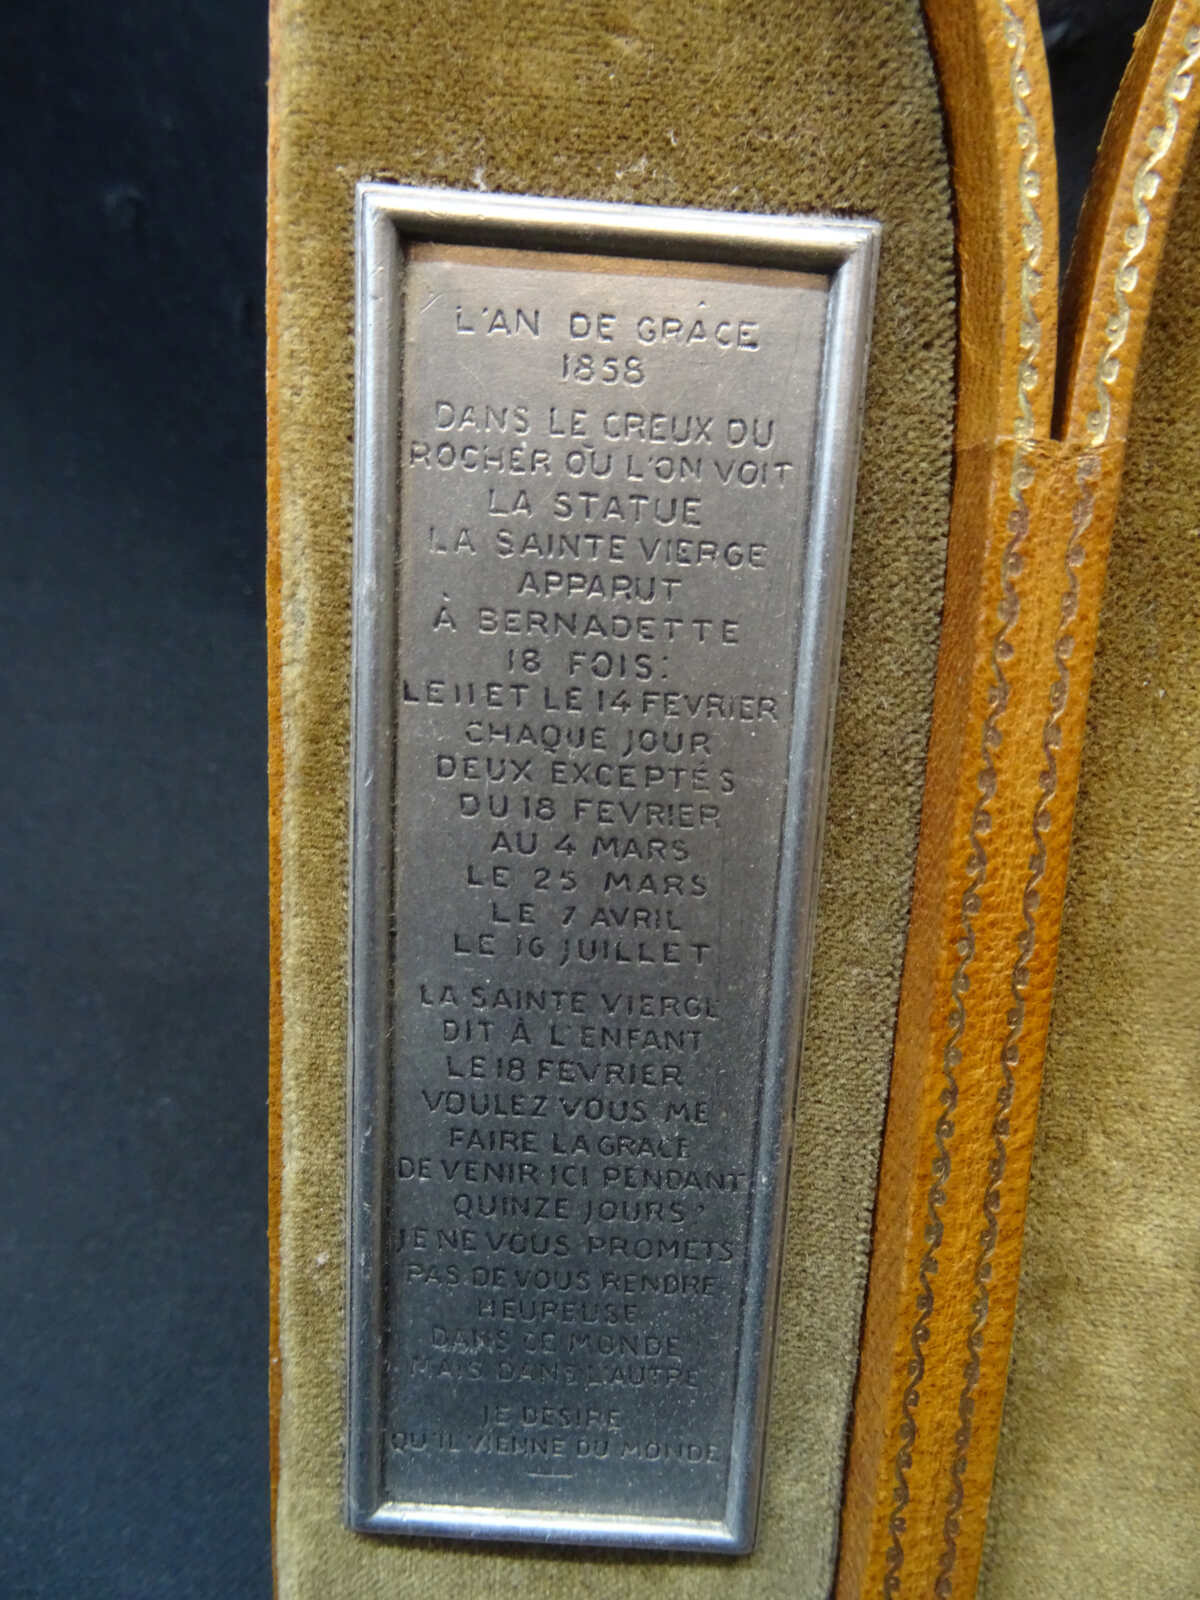 L'AN DE GRÂCE
1858
DANS LE CREUX DU
ROCHER OÙ L'ON VOIT
LA STATUE
LA SAINTE VIERGE
APPARUT
À BERNADETTE
18 FOIS:
LE 11 ET LE 14 FEVRIER
CHAQUE JOUR
DEUX EXCEPTÉS
DU 18 FEVRIER
AU 4 MARS
LE 25 MARS
LE 7 AVRIL
LE 16 JUILLET
LA SAINTE VIERGE
DIT À L'ENFANT
LE 18 FEVRIER
VOULEZ VOUS ME
FAIRE LA GRACE
DE VENIR ICI PENDANT
QUINZE JOURS?
JE NE VOUS PROMETS
PAS DE VOUS RENDRE
HEUREUSE
DANS CE MONDE
MAIS DANS L'AUTRE
JE DESIRE
QU'IL VIENNE DU MONDE